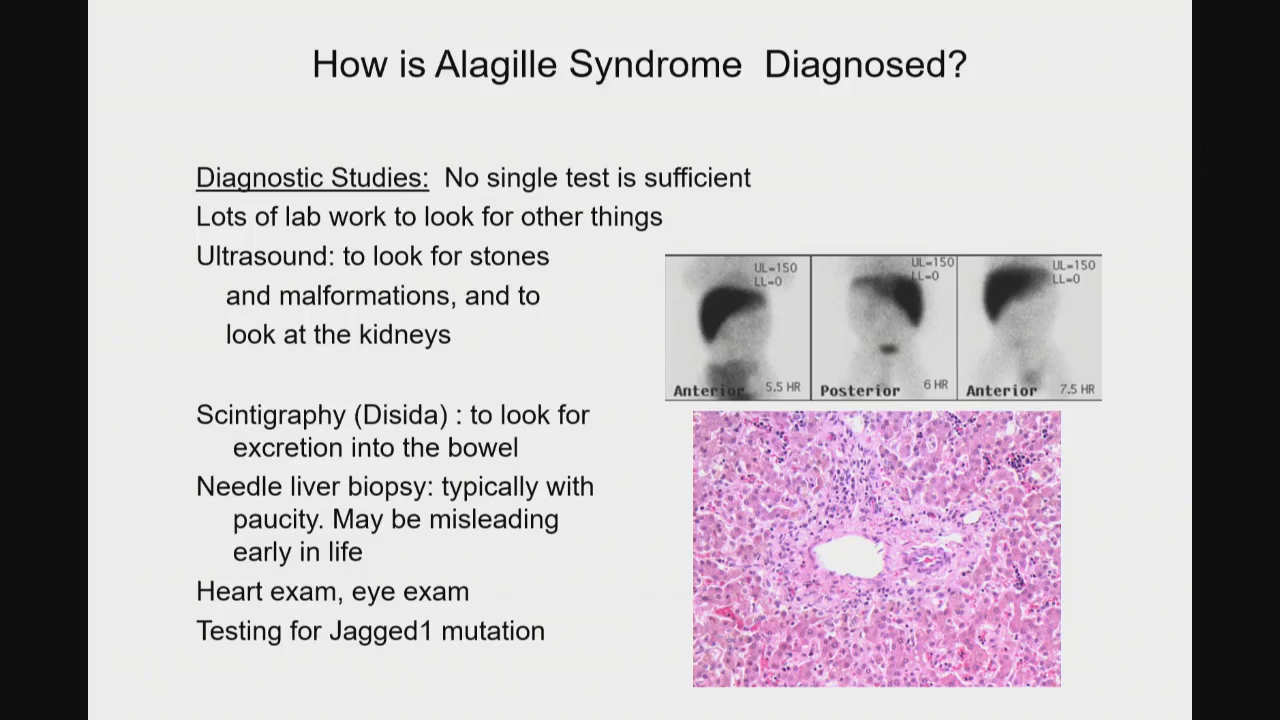 How is Alagille Syndrome Diagnosed?
Diagnostic Studies: No single test is sufficient
Lots of lab work to look for other things
Ultrasound: to look for stones
and malformations, and to
look at the kidneys
UL=150
LL=0
Anterior 5.5 HR
UL=150
LL=0
Posterior 6 HR
UL=150
LL=0
Anterior 7.5 HR
Scintigraphy (Disida) : to look for
excretion into the bowel
Needle liver biopsy: typically with
paucity. May be misleading
early in life
Heart exam, eye exam
Testing for Jagged1 mutation